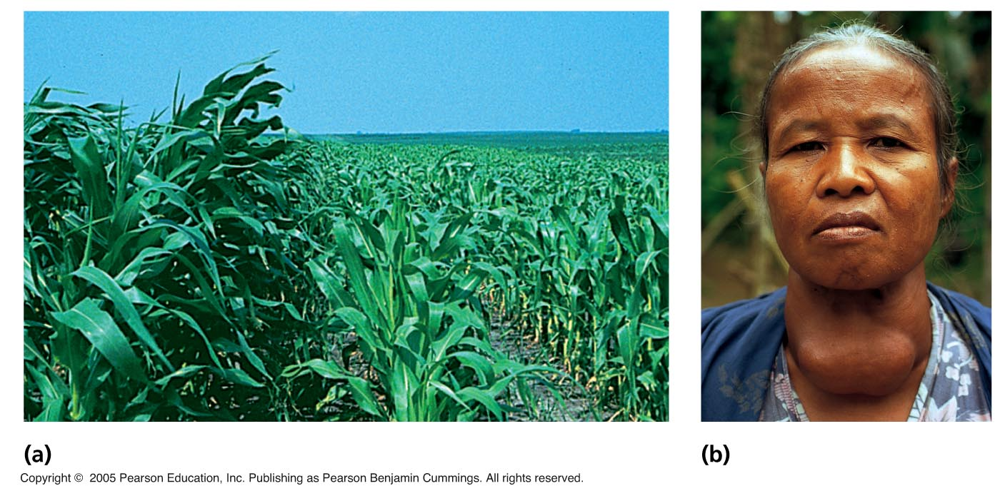 (a)
(b)
Copyright © 2005 Pearson Education, Inc. Publishing as Pearson Benjamin Cummings. All rights reserved.